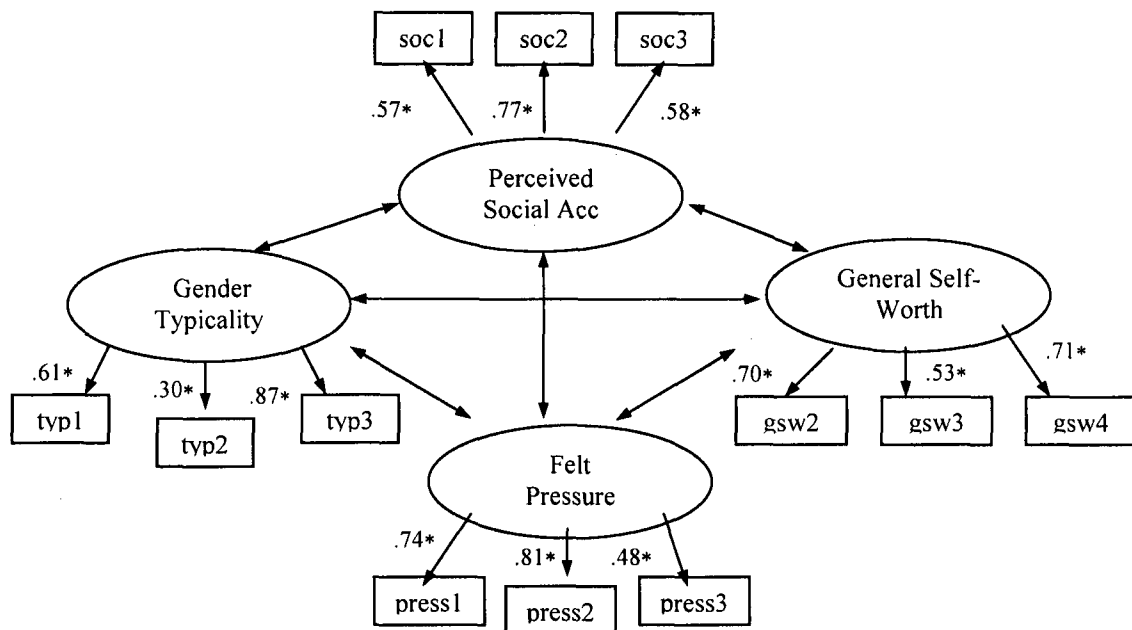 soc1 soc2 soc3
.57* .77* .58*
Perceived
Social Acc
Gender
Typicality
General Self-
Worth
.61* .30* .87*
.70* .53* .71*
typ1 typ2 typ3
gsw2 gsw3 gsw4
Felt
Pressure
.74* .81* .48*
press1 press2 press3